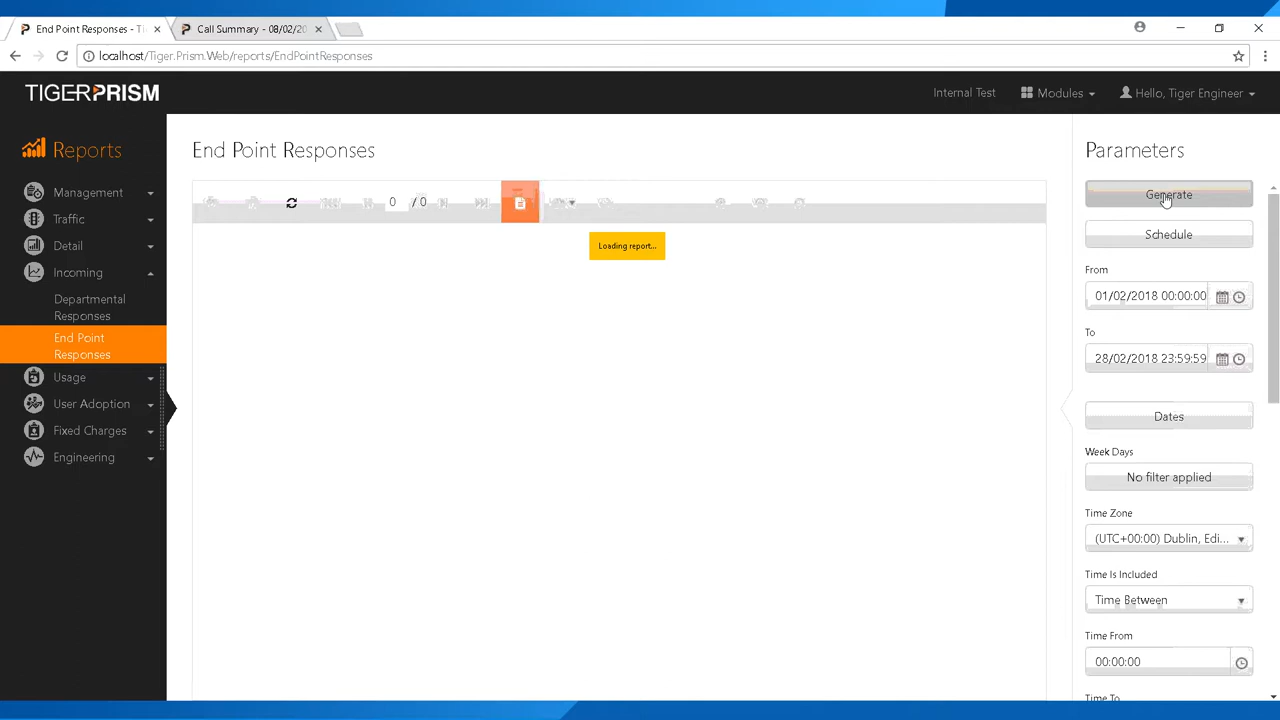 End Point Responses - Ti
Call Summary - 08/02/20
localhost/Tiger.Prism.Web/reports/EndPointResponses
TIGERPRISM
Internal Test
Modules
Hello, Tiger Engineer
Reports
Management
Traffic
Detail
Incoming
Departmental
Responses
End Point
Responses
Usage
User Adoption
Fixed Charges
Engineering
End Point Responses
0 / 0
Loading report...
Parameters
Generate
Schedule
From
01/02/2018 00:00:00
To
28/02/2018 23:59:59
Dates
Week Days
No filter applied
Time Zone
(UTC+00:00) Dublin, Edi...
Time Is Included
Time Between
Time From
00:00:00
Time To